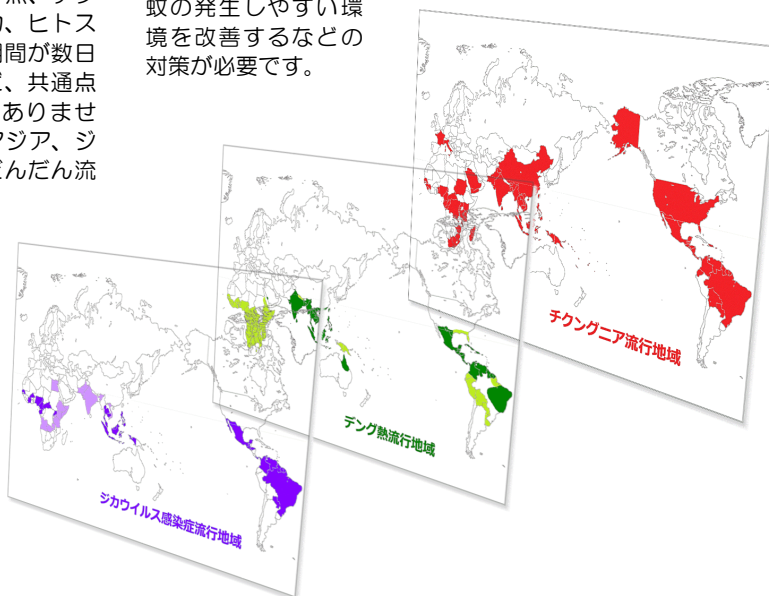 、ヒトス
間が数日
、共通点
ありませ
アジア、ジ
だんだん流
蚊の発生しやすい環
境を改善するなどの
対策が必要です。
チクングニア流行地域
デング熱流行地域
ジカウイルス感染症流行地域